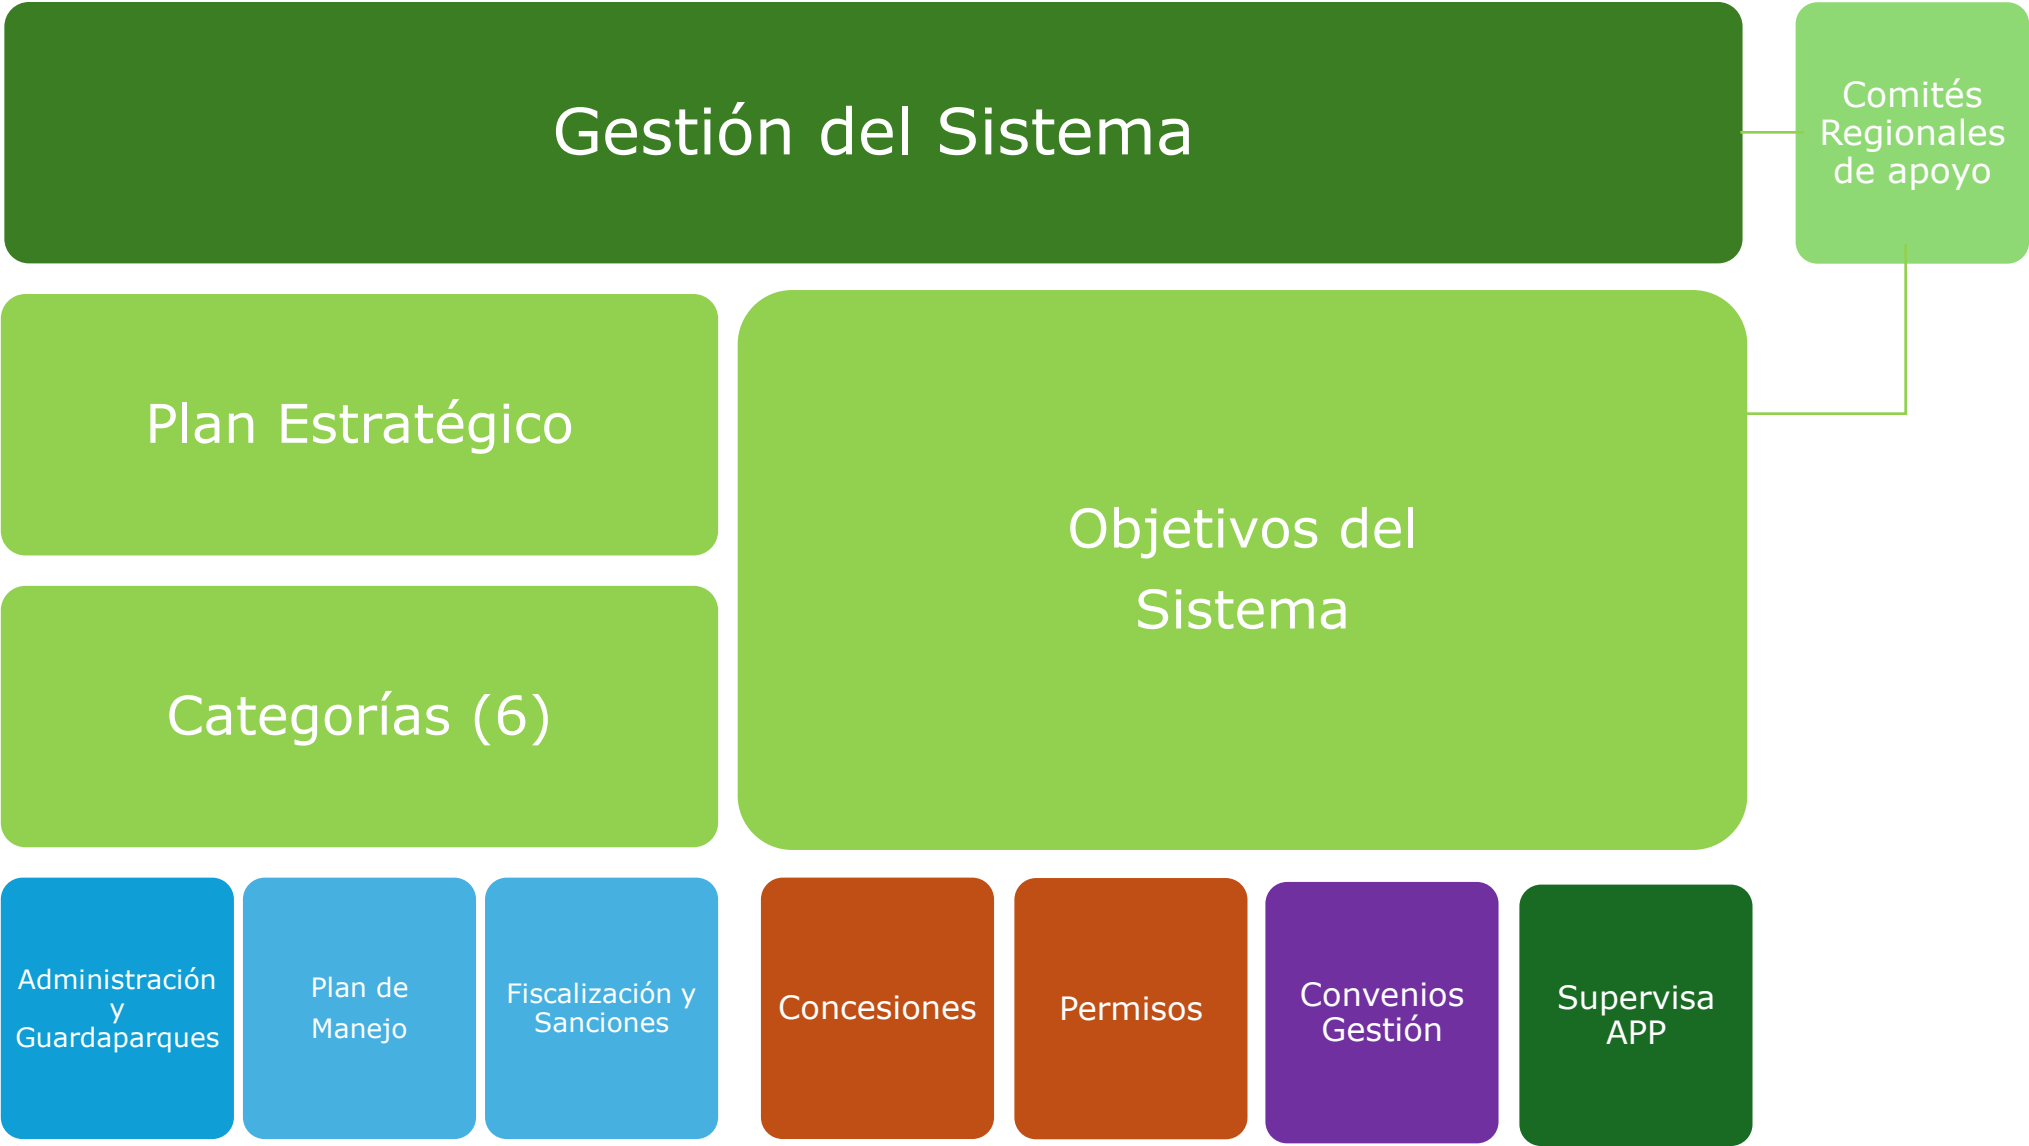 Gestión del Sistema
Comités
Regionales
de apoyo
Plan Estratégico
Objetivos del
Sistema
Categorías (6)
Administración
y
Guardaparques
Plan de
Manejo
Fiscalización y
Sanciones
Concesiones
Permisos
Convenios
Gestión
Supervisa
APP